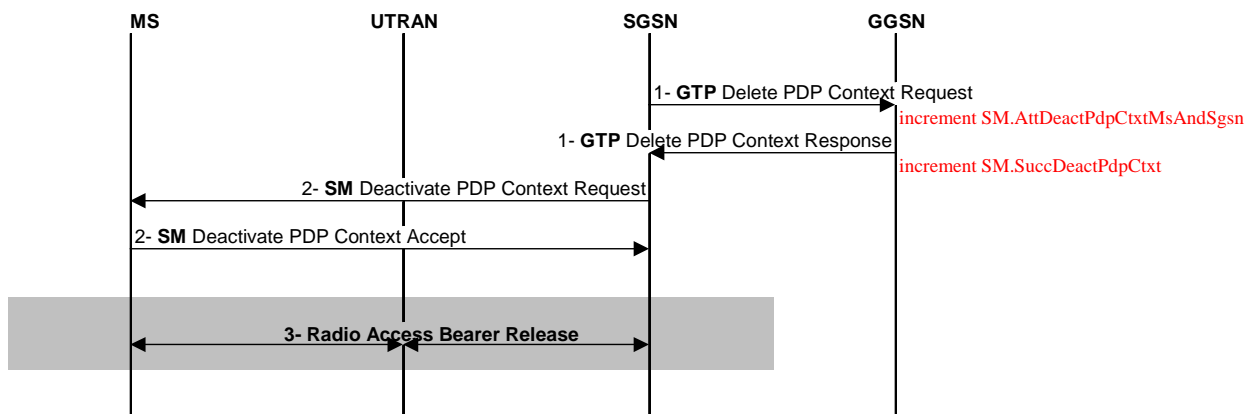 MS UTRAN SGSN GGSN
1- GTP Delete PDP Context Request
increment SM.AttDeactPdpCtxtMsAndSgsn
1- GTP Delete PDP Context Response
increment SM.SuccDeactPdpCtxt
2- SM Deactivate PDP Context Request
2- SM Deactivate PDP Context Accept
3- Radio Access Bearer Release